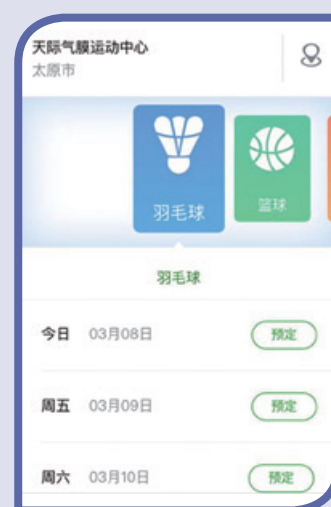 天际气膜运动中心
太原市
羽毛球
篮球
羽毛球
今日 03月08日 预定
周五 03月09日 预定
周六 03月10日 预定